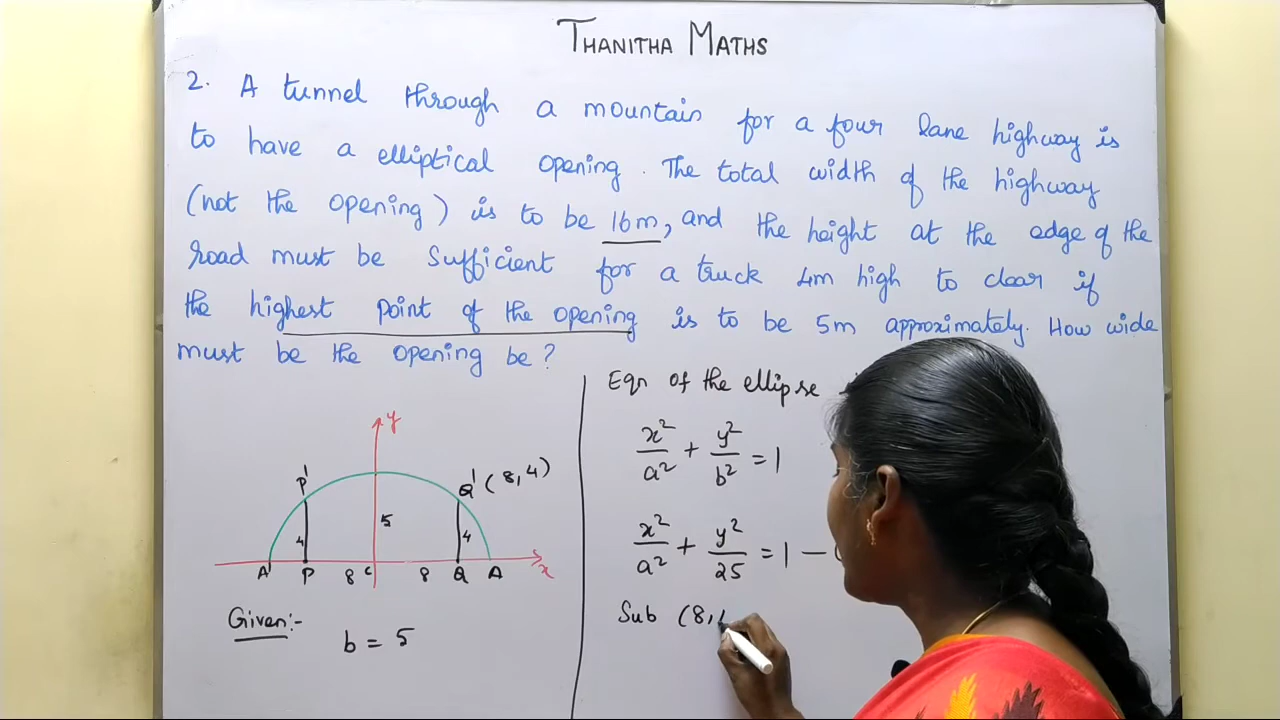 THANITHA MATHS
2. A tunnel through a mountain for a four lane highway is
to have a elliptical opening. The total width of the highway
(not the opening) is to be 16m, and the height at the edge of the
road must be sufficient for a truck 4m high to clear if
the highest point of the opening is to be 5m approximately. How wide
must be the opening be?
y
P' Q' (8,4)
5
4 4
A' P 8 C 8 Q A x
Given:-
b = 5
Eqn of the ellipse
x²/a² + y²/b² = 1
x²/a² + y²/25 = 1 —
Sub (8,